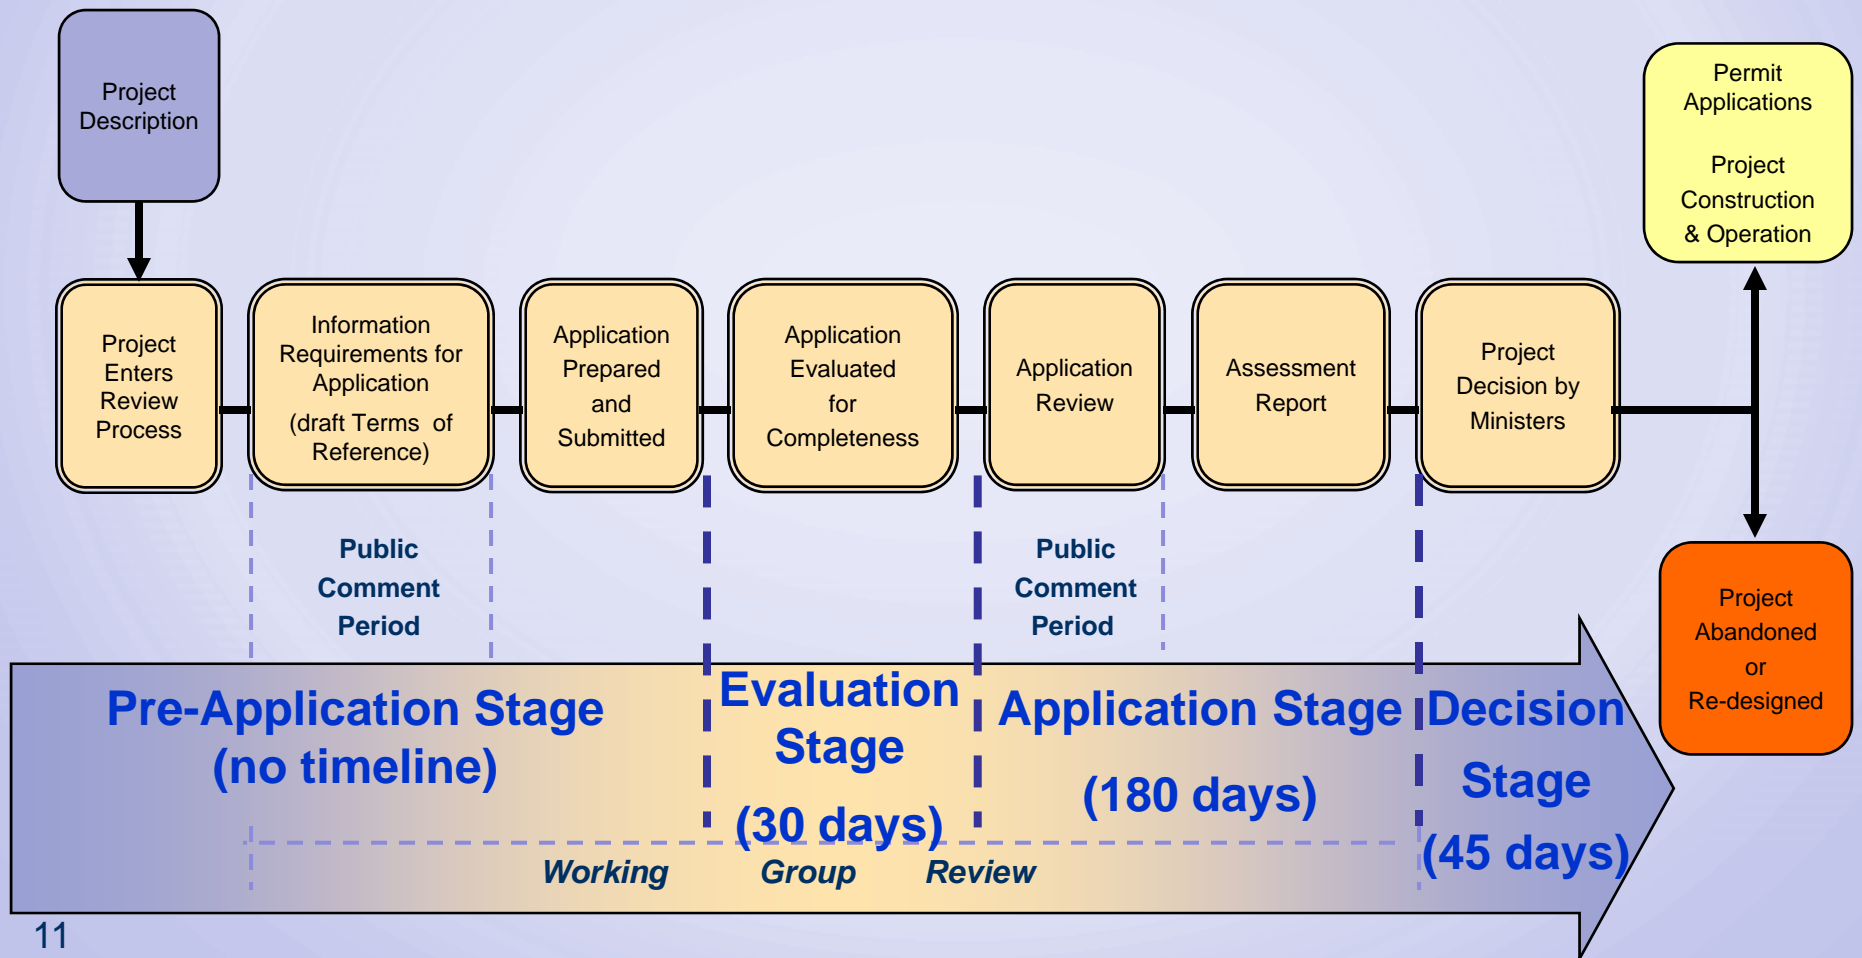 Project
Description
Permit
Applications
Project
Construction
& Operation
Project
Enters
Review
Process
Information
Requirements for
Application
(draft Terms of
Reference)
Application
Prepared
and
Submitted
Application
Evaluated
for
Completeness
Application
Review
Assessment
Report
Project
Decision by
Ministers
Public
Comment
Period
Public
Comment
Period
Project
Abandoned
or
Re-designed
Pre-Application Stage
(no timeline)
Evaluation
Stage
(30 days)
Application Stage
(180 days)
Decision
Stage
(45 days)
Working Group Review
11